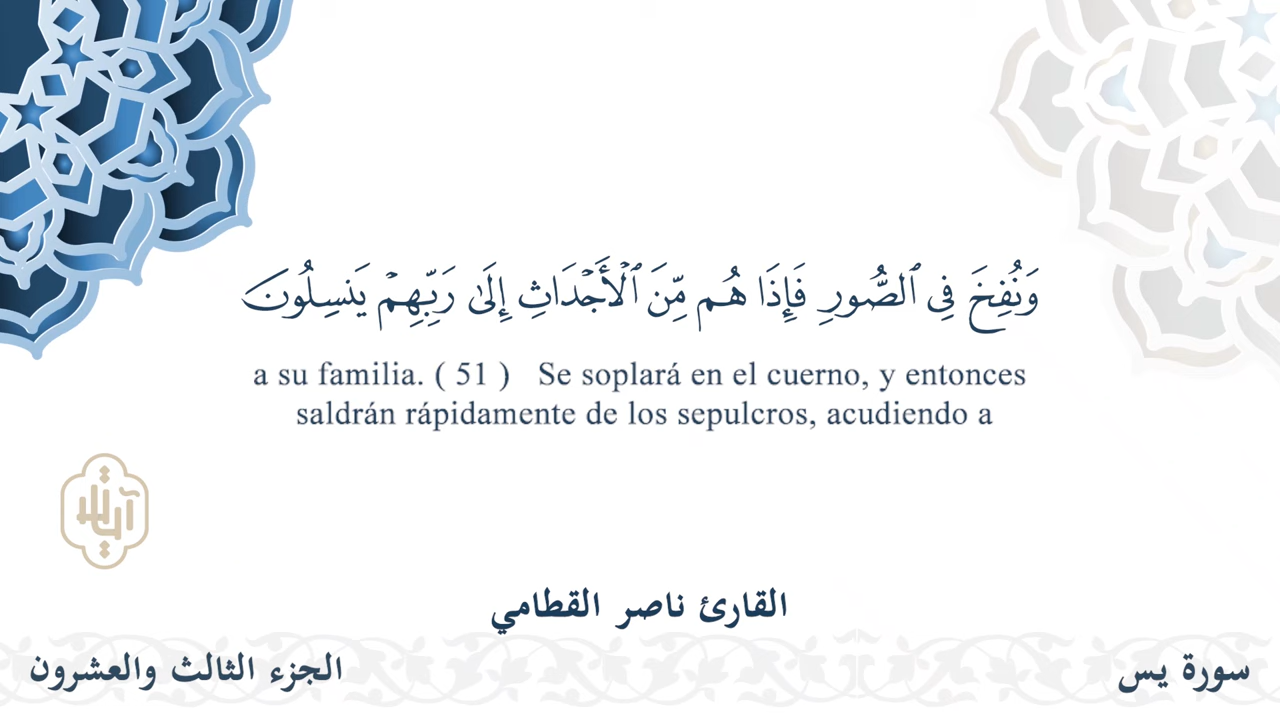 وَنُفِخَ فِى ٱلصُّورِ فَإِذَا هُم مِّنَ ٱلْأَجْدَاثِ إِلَىٰ رَبِّهِمْ يَنسِلُونَ
a su familia. ( 51 ) Se soplará en el cuerno, y entonces
saldrán rápidamente de los sepulcros, acudiendo a
القارئ ناصر القطامي
سورة يس
الجزء الثالث والعشرون